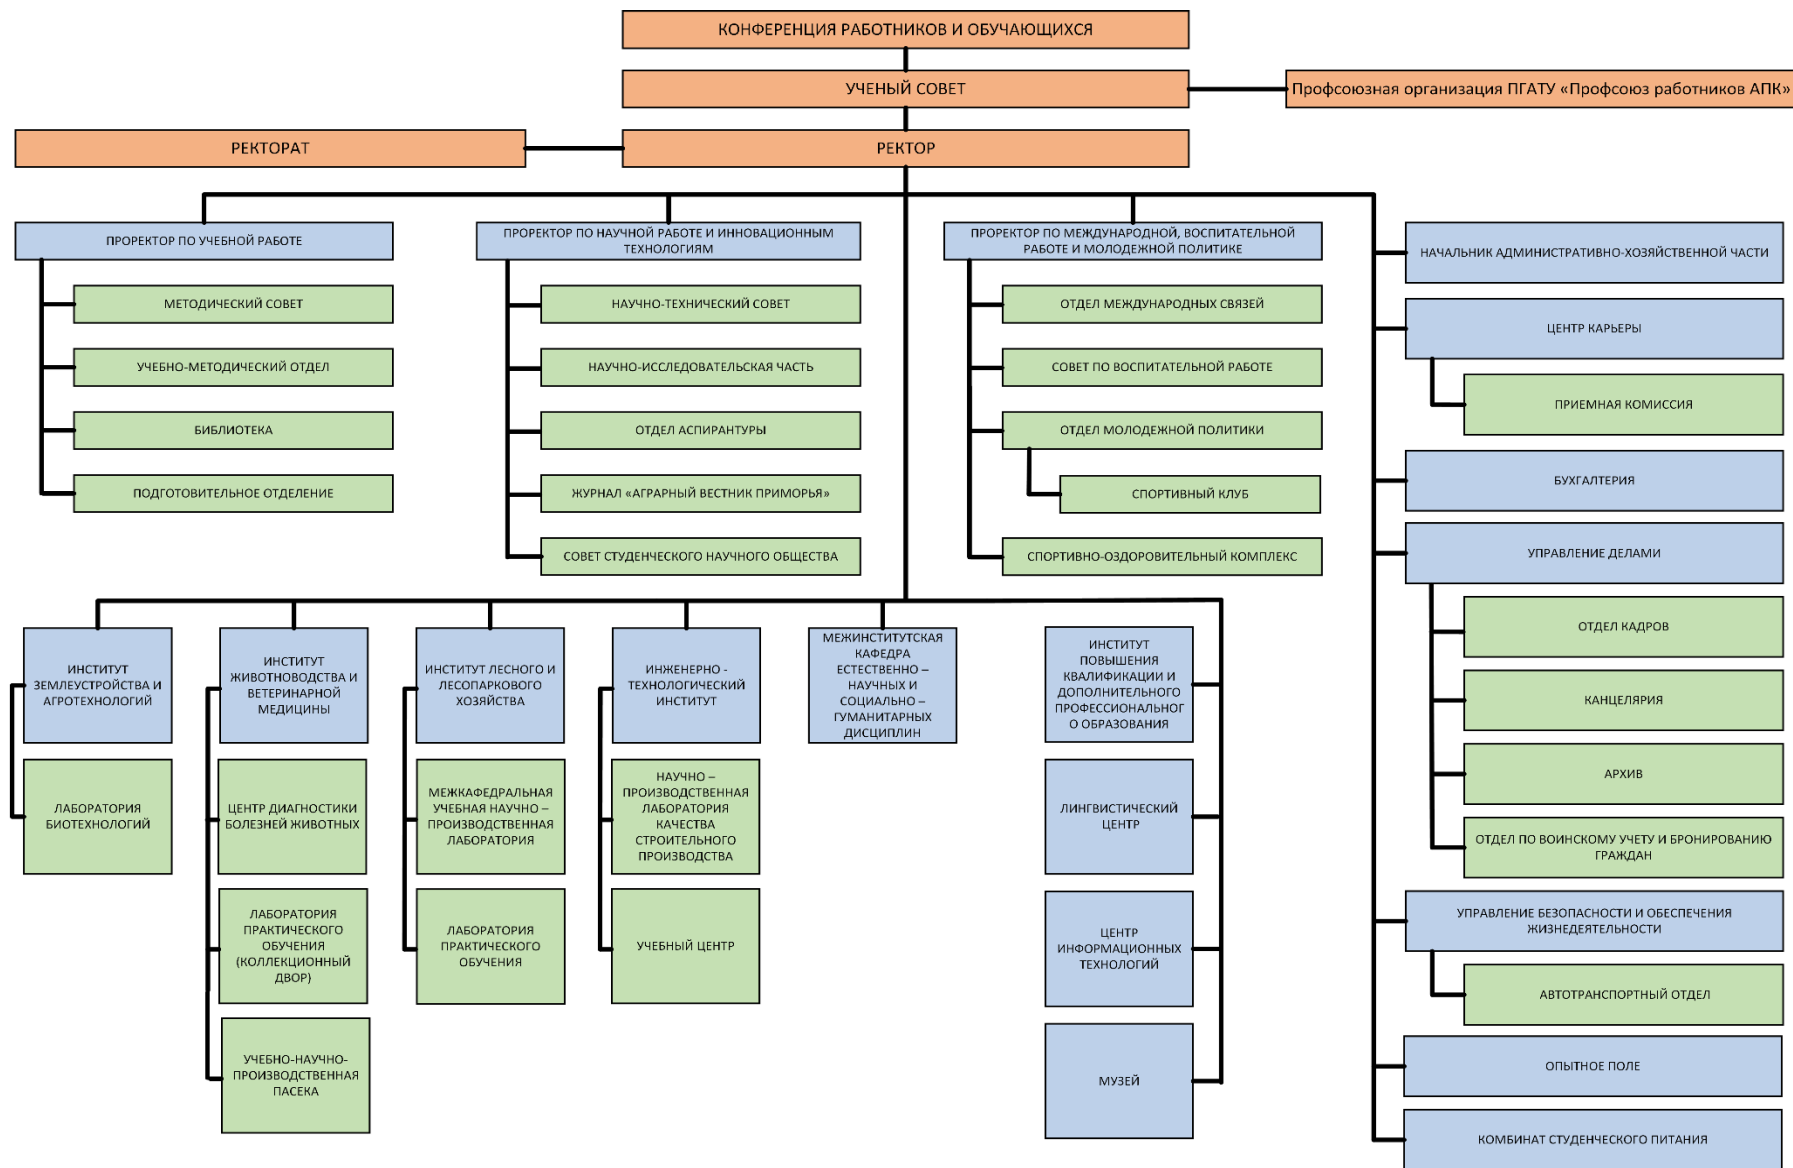 КОНФЕРЕНЦИЯ РАБОТНИКОВ И ОБУЧАЮЩИХСЯ
УЧЕНЫЙ СОВЕТ
Профсоюзная организация ПГАТУ «Профсоюз работников АПК»
РЕКТОРАТ
РЕКТОР
ПРОРЕКТОР ПО УЧЕБНОЙ РАБОТЕ
МЕТОДИЧЕСКИЙ СОВЕТ
УЧЕБНО-МЕТОДИЧЕСКИЙ ОТДЕЛ
БИБЛИОТЕКА
ПОДГОТОВИТЕЛЬНОЕ ОТДЕЛЕНИЕ
ПРОРЕКТОР ПО НАУЧНОЙ РАБОТЕ И ИННОВАЦИОННЫМ
ТЕХНОЛОГИЯМ
НАУЧНО-ТЕХНИЧЕСКИЙ СОВЕТ
НАУЧНО-ИССЛЕДОВАТЕЛЬСКАЯ ЧАСТЬ
ОТДЕЛ АСПИРАНТУРЫ
ЖУРНАЛ «АГРАРНЫЙ ВЕСТНИК ПРИМОРЬЯ»
СОВЕТ СТУДЕНЧЕСКОГО НАУЧНОГО ОБЩЕСТВА
ПРОРЕКТОР ПО МЕЖДУНАРОДНОЙ, ВОСПИТАТЕЛЬНОЙ
РАБОТЕ И МОЛОДЕЖНОЙ ПОЛИТИКЕ
ОТДЕЛ МЕЖДУНАРОДНЫХ СВЯЗЕЙ
СОВЕТ ПО ВОСПИТАТЕЛЬНОЙ РАБОТЕ
ОТДЕЛ МОЛОДЕЖНОЙ ПОЛИТИКИ
СПОРТИВНЫЙ КЛУБ
СПОРТИВНО-ОЗДОРОВИТЕЛЬНЫЙ КОМПЛЕКС
НАЧАЛЬНИК АДМИНИСТРАТИВНО-ХОЗЯЙСТВЕННОЙ ЧАСТИ
ЦЕНТР КАРЬЕРЫ
ПРИЕМНАЯ КОМИССИЯ
БУХГАЛТЕРИЯ
УПРАВЛЕНИЕ ДЕЛАМИ
ОТДЕЛ КАДРОВ
КАНЦЕЛЯРИЯ
АРХИВ
ОТДЕЛ ПО ВОИНСКОМУ УЧЕТУ И БРОНИРОВАНИЮ
ГРАЖДАН
УПРАВЛЕНИЕ БЕЗОПАСНОСТИ И ОБЕСПЕЧЕНИЯ
ЖИЗНЕДЕЯТЕЛЬНОСТИ
АВТОТРАНСПОРТНЫЙ ОТДЕЛ
ОПЫТНОЕ ПОЛЕ
КОМБИНАТ СТУДЕНЧЕСКОГО ПИТАНИЯ
ИНСТИТУТ
ЗЕМЛЕУСТРОЙСТВА И
АГРОТЕХНОЛОГИЙ
ЛАБОРАТОРИЯ
БИОТЕХНОЛОГИЙ
ИНСТИТУТ
ЖИВОТНОВОДСТВА И
ВЕТЕРИНАРНОЙ
МЕДИЦИНЫ
ЦЕНТР ДИАГНОСТИКИ
БОЛЕЗНЕЙ ЖИВОТНЫХ
ЛАБОРАТОРИЯ
ПРАКТИЧЕСКОГО
ОБУЧЕНИЯ
(КОЛЛЕКЦИОННЫЙ
ДВОР)
УЧЕБНО-НАУЧНО-
ПРОИЗВОДСТВЕННАЯ
ПАСЕКА
ИНСТИТУТ ЛЕСНОГО И
ЛЕСОПАРКОВОГО
ХОЗЯЙСТВА
МЕЖКАФЕДРАЛЬНАЯ
УЧЕБНАЯ НАУЧНО –
ПРОИЗВОДСТВЕННАЯ
ЛАБОРАТОРИЯ
ЛАБОРАТОРИЯ
ПРАКТИЧЕСКОГО
ОБУЧЕНИЯ
ИНЖЕНЕРНО -
ТЕХНОЛОГИЧЕСКИЙ
ИНСТИТУТ
НАУЧНО –
ПРОИЗВОДСТВЕННАЯ
ЛАБОРАТОРИЯ
КАЧЕСТВА
СТРОИТЕЛЬНОГО
ПРОИЗВОДСТВА
УЧЕБНЫЙ ЦЕНТР
МЕЖИНСТИТУТСКАЯ
КАФЕДРА
ЕСТЕСТВЕННО –
НАУЧНЫХ И
СОЦИАЛЬНО –
ГУМАНИТАРНЫХ
ДИСЦИПЛИН
ИНСТИТУТ
ПОВЫШЕНИЯ
КВАЛИФИКАЦИИ И
ДОПОЛНИТЕЛЬНОГО
ПРОФЕССИОНАЛЬНОГ
О ОБРАЗОВАНИЯ
ЛИНГВИСТИЧЕСКИЙ
ЦЕНТР
ЦЕНТР
ИНФОРМАЦИОННЫХ
ТЕХНОЛОГИЙ
МУЗЕЙ